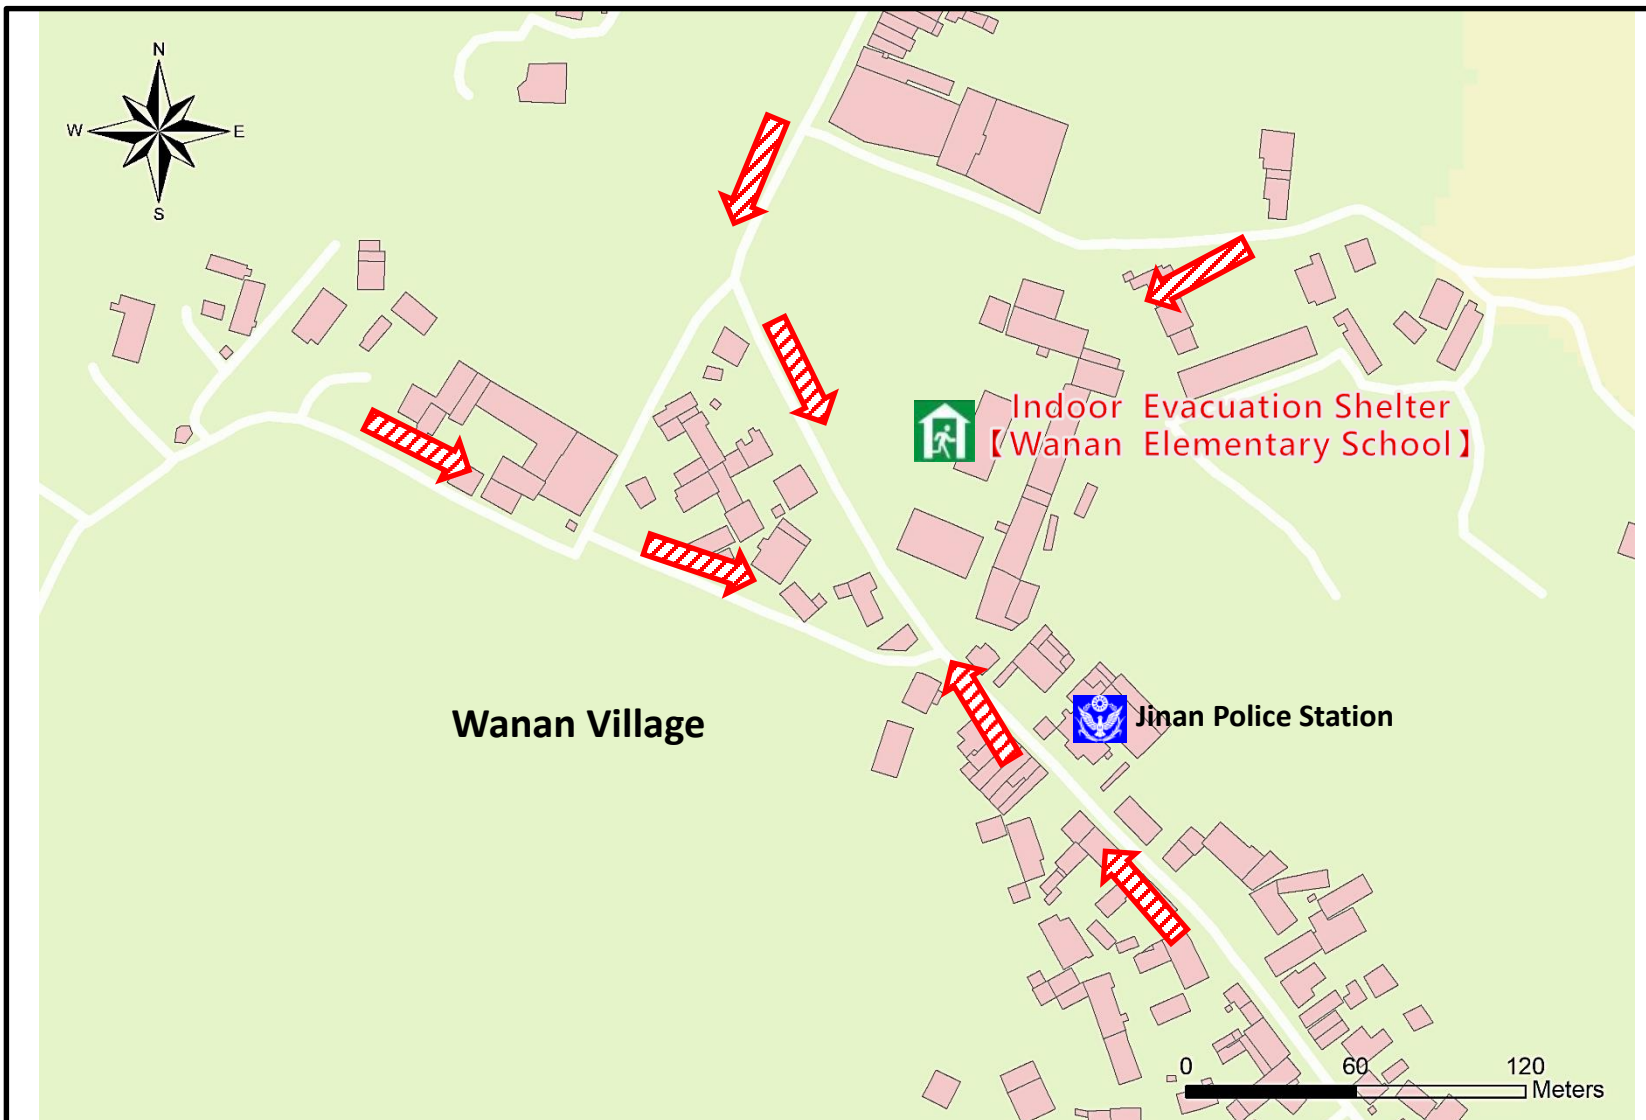 N
W E
S
Indoor Evacuation Shelter
【Wanan Elementary School】
Wanan Village
Jinan Police Station
0 60 120
Meters